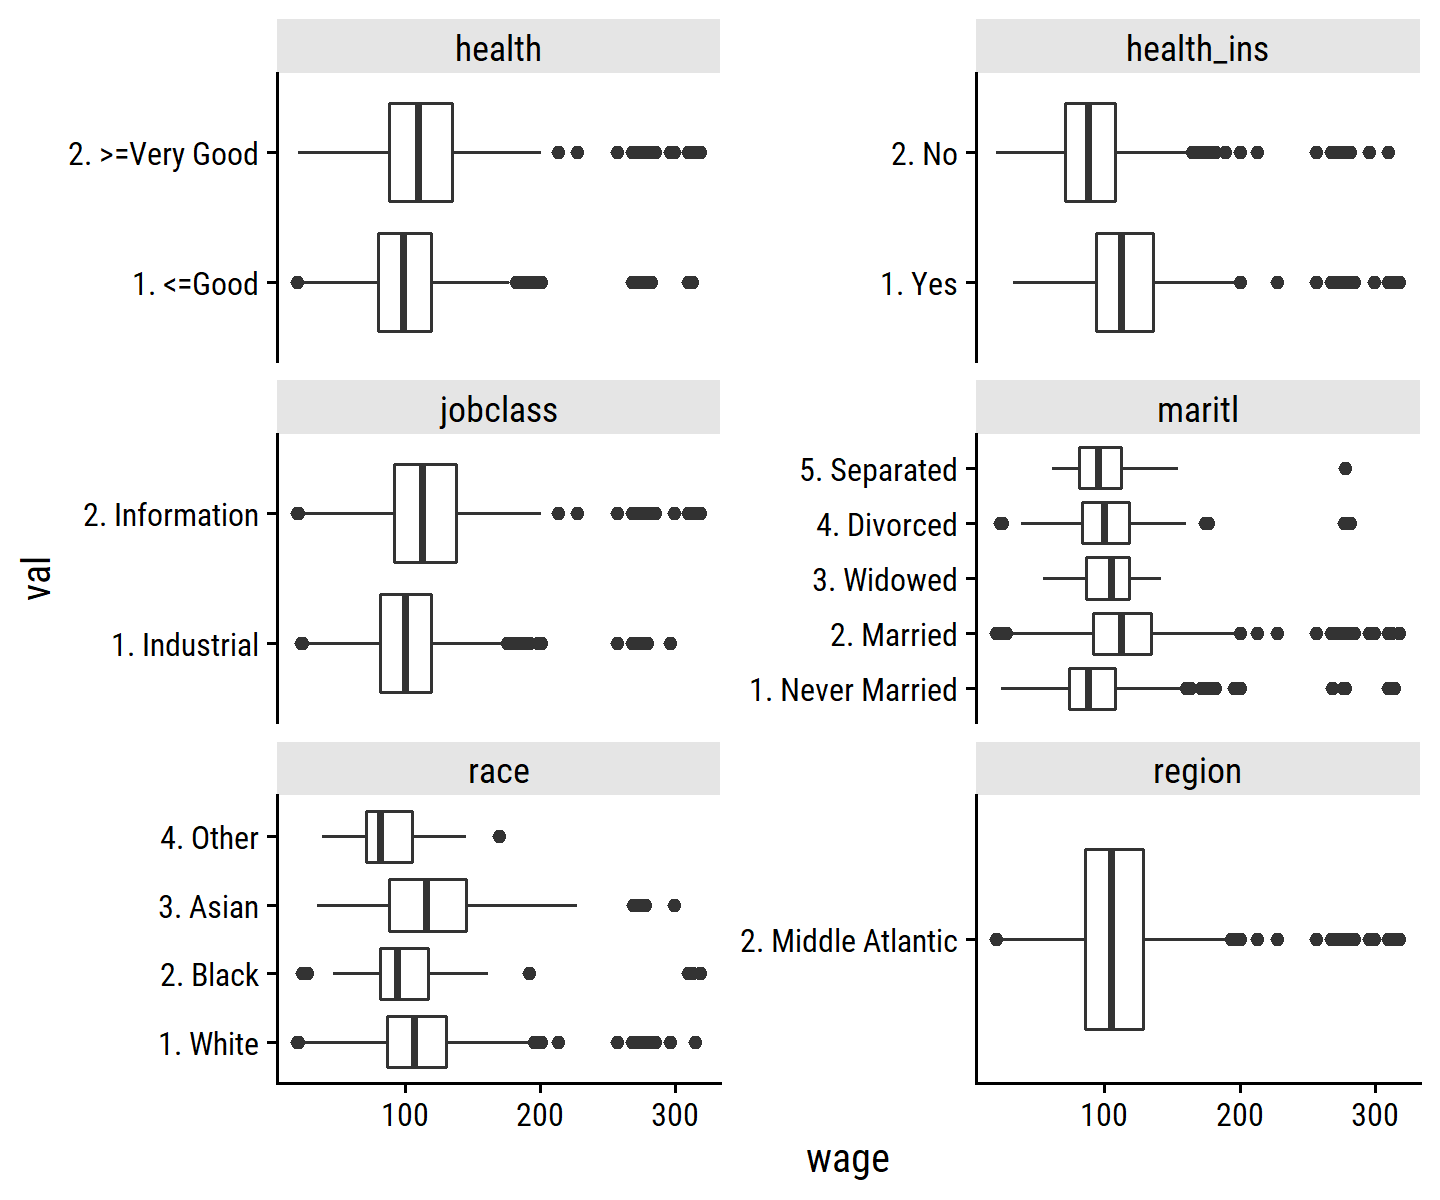 health
2. >=Very Good
1. <=Good
health_ins
2. No
1. Yes
jobclass
2. Information
1. Industrial
maritl
5. Separated
4. Divorced
3. Widowed
2. Married
1. Never Married
race
4. Other
3. Asian
2. Black
1. White
100 200 300
region
2. Middle Atlantic
100 200 300
val
wage